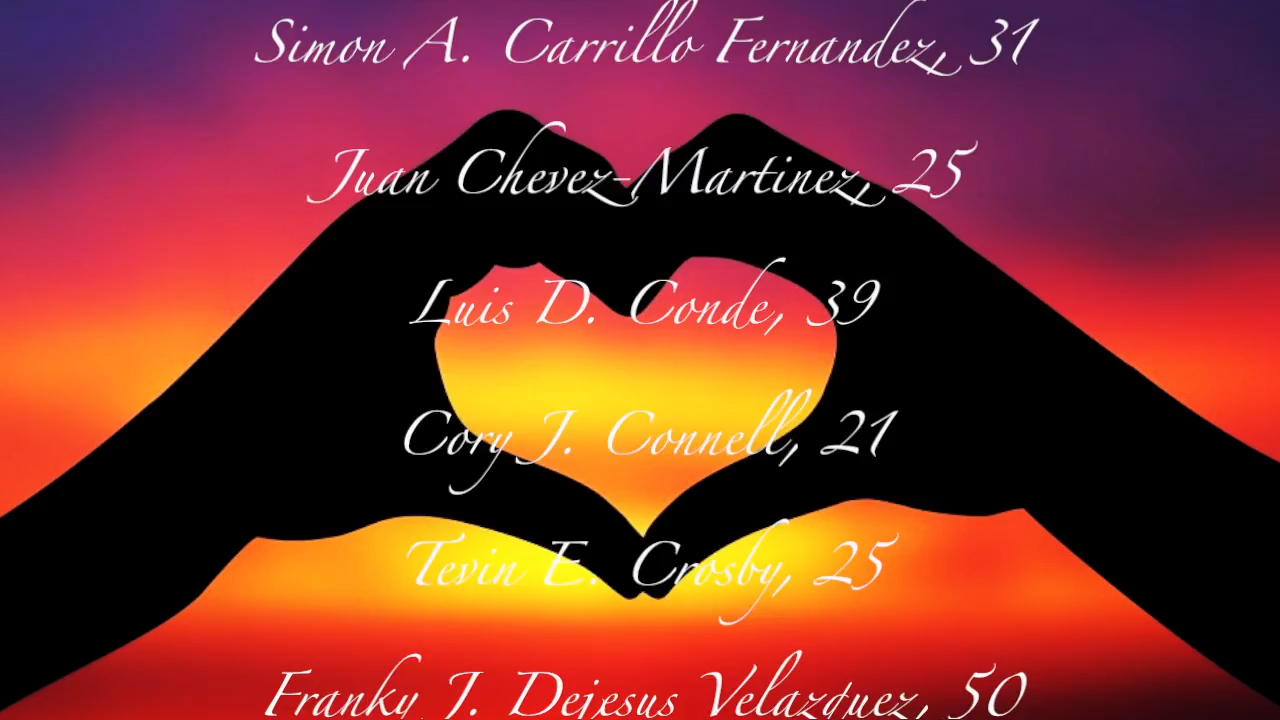 Simon A. Carrillo Fernandez, 31
Juan Chevez-Martinez, 25
Luis D. Conde, 39
Cory J. Connell, 21
Tevin E. Crosby, 25
Franky J. Dejesus Velazquez, 50